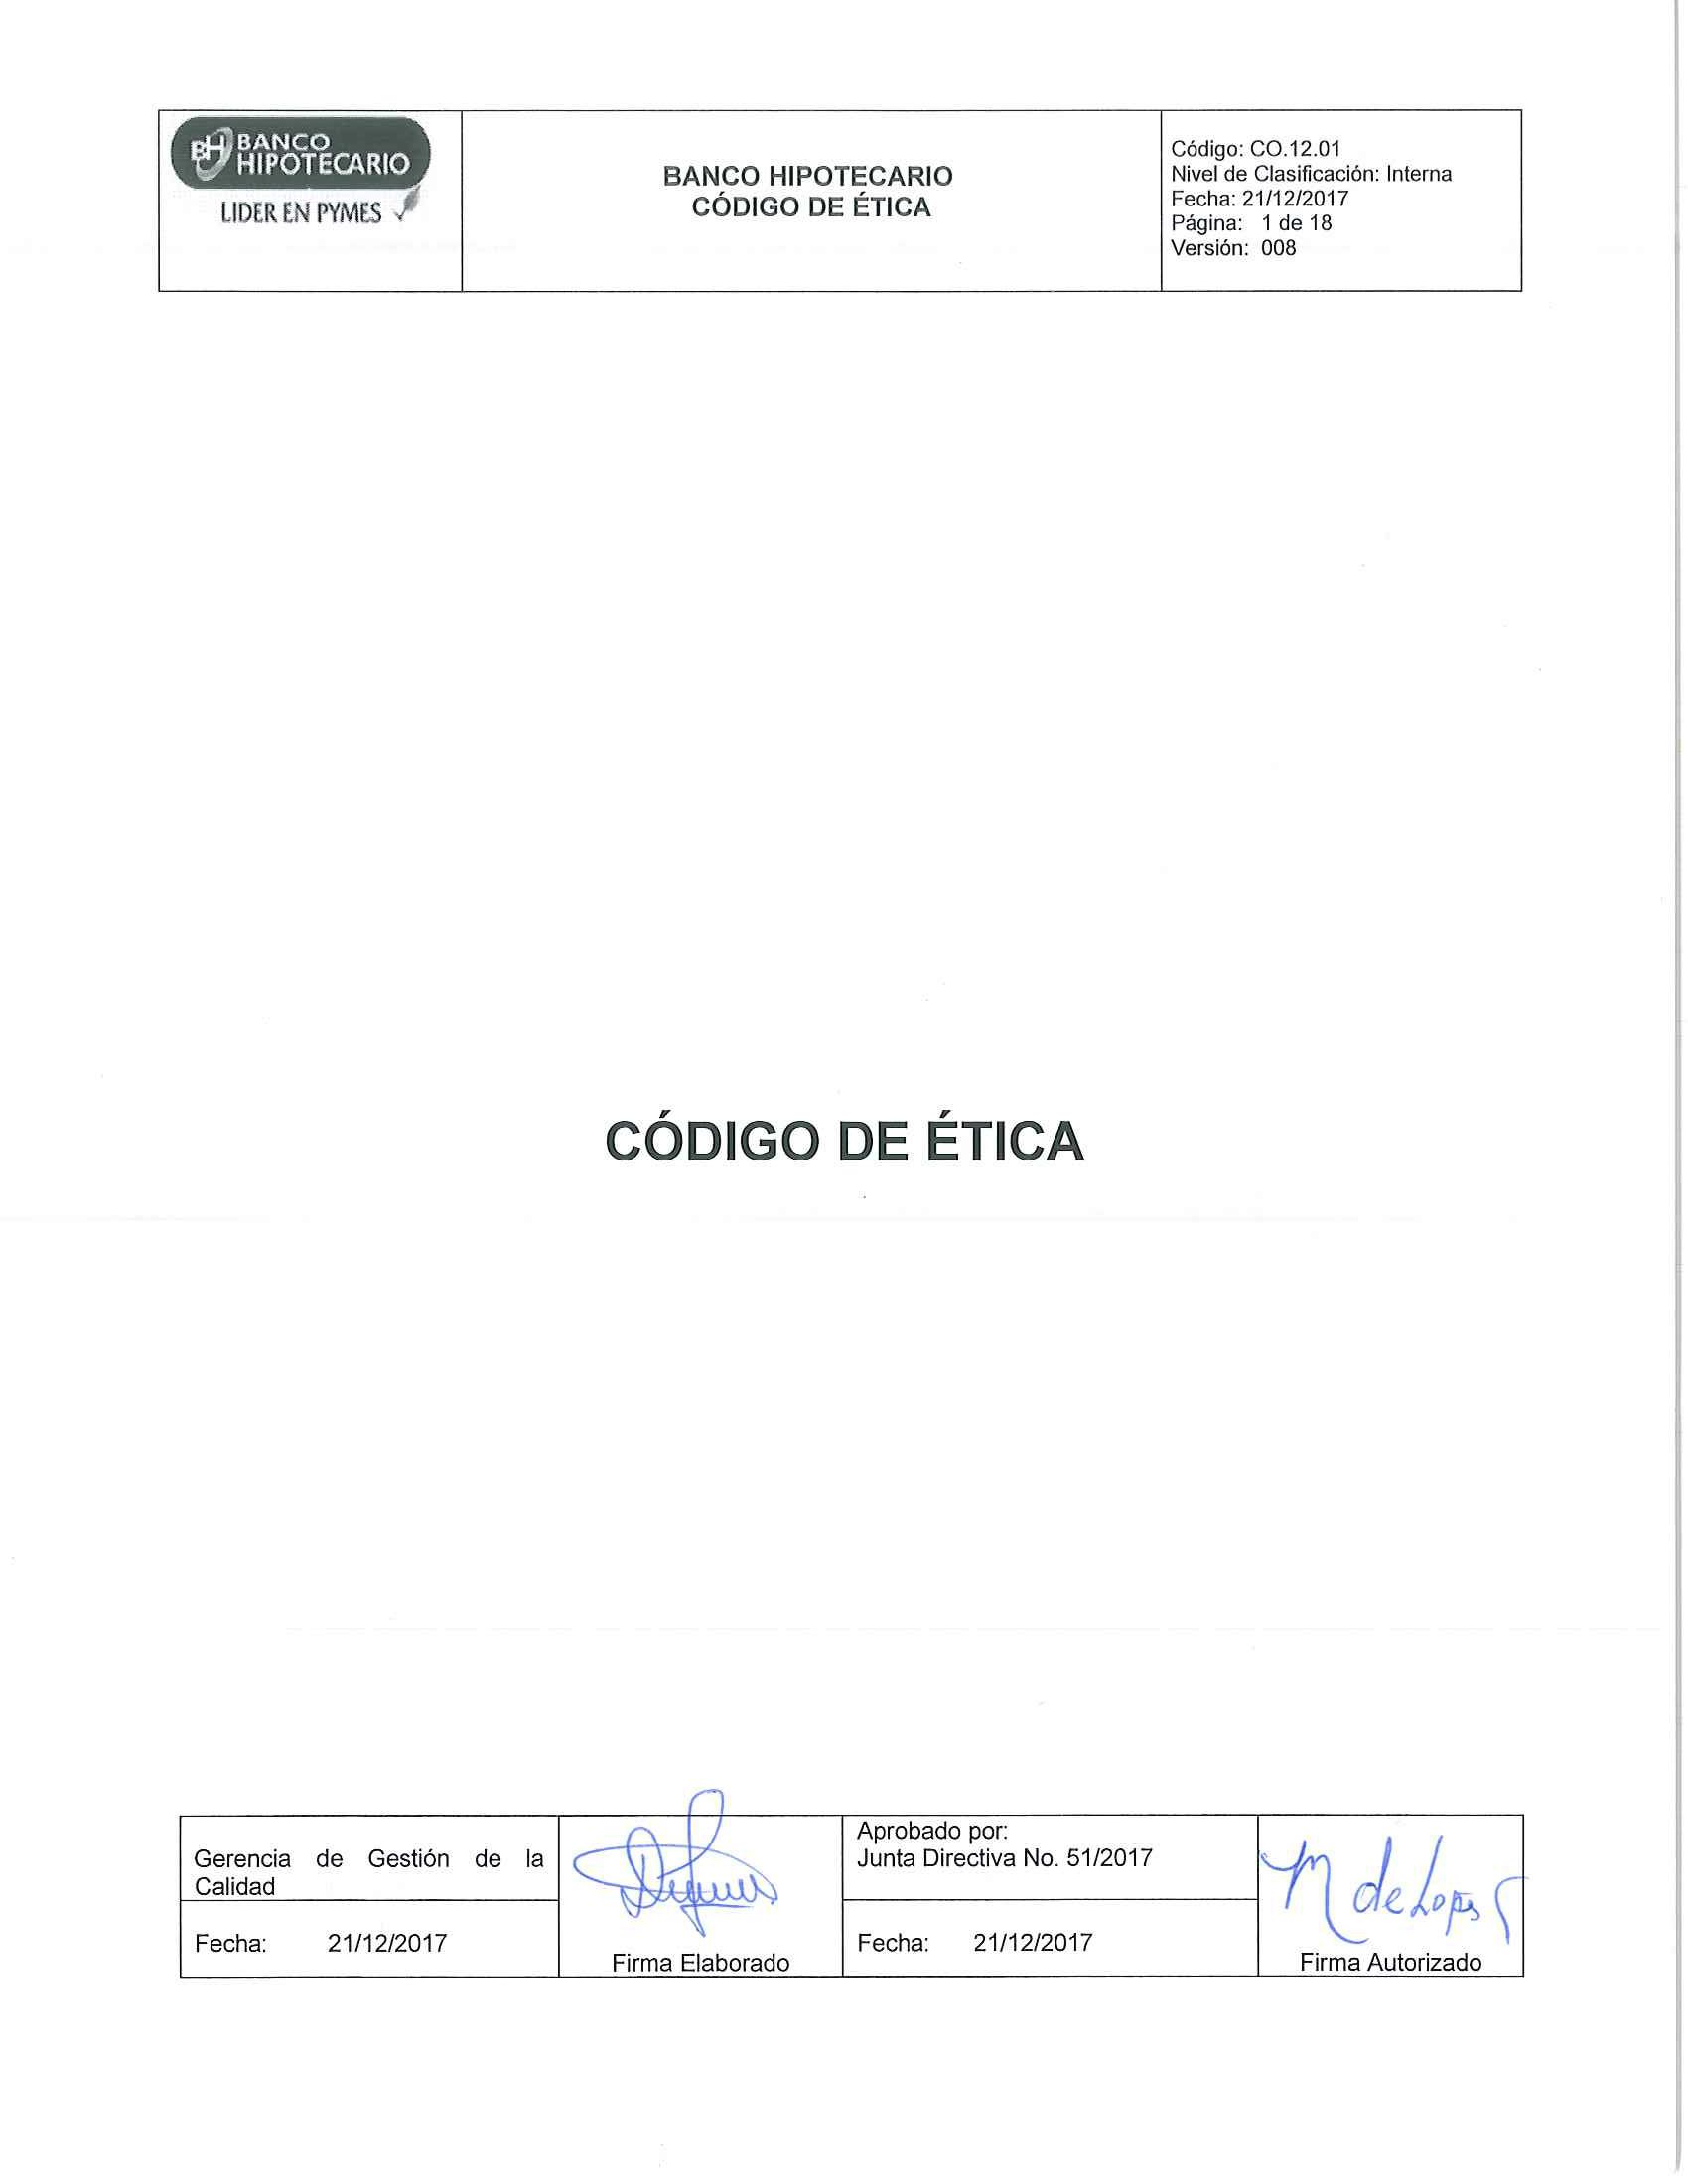 BH BANCO
HIPOTECARIO
LIDER EN PYMES
BANCO HIPOTECARIO
CÓDIGO DE ÉTICA
Código: CO.12.01
Nivel de Clasificación: Interna
Fecha: 21/12/2017
Página: 1 de 18
Versión: 008
CÓDIGO DE ÉTICA
Gerencia de Gestión de la
Calidad
Fecha: 21/12/2017
Firma Elaborado
Aprobado por:
Junta Directiva No. 51/2017
Fecha: 21/12/2017
M de Lopez
Firma Autorizado